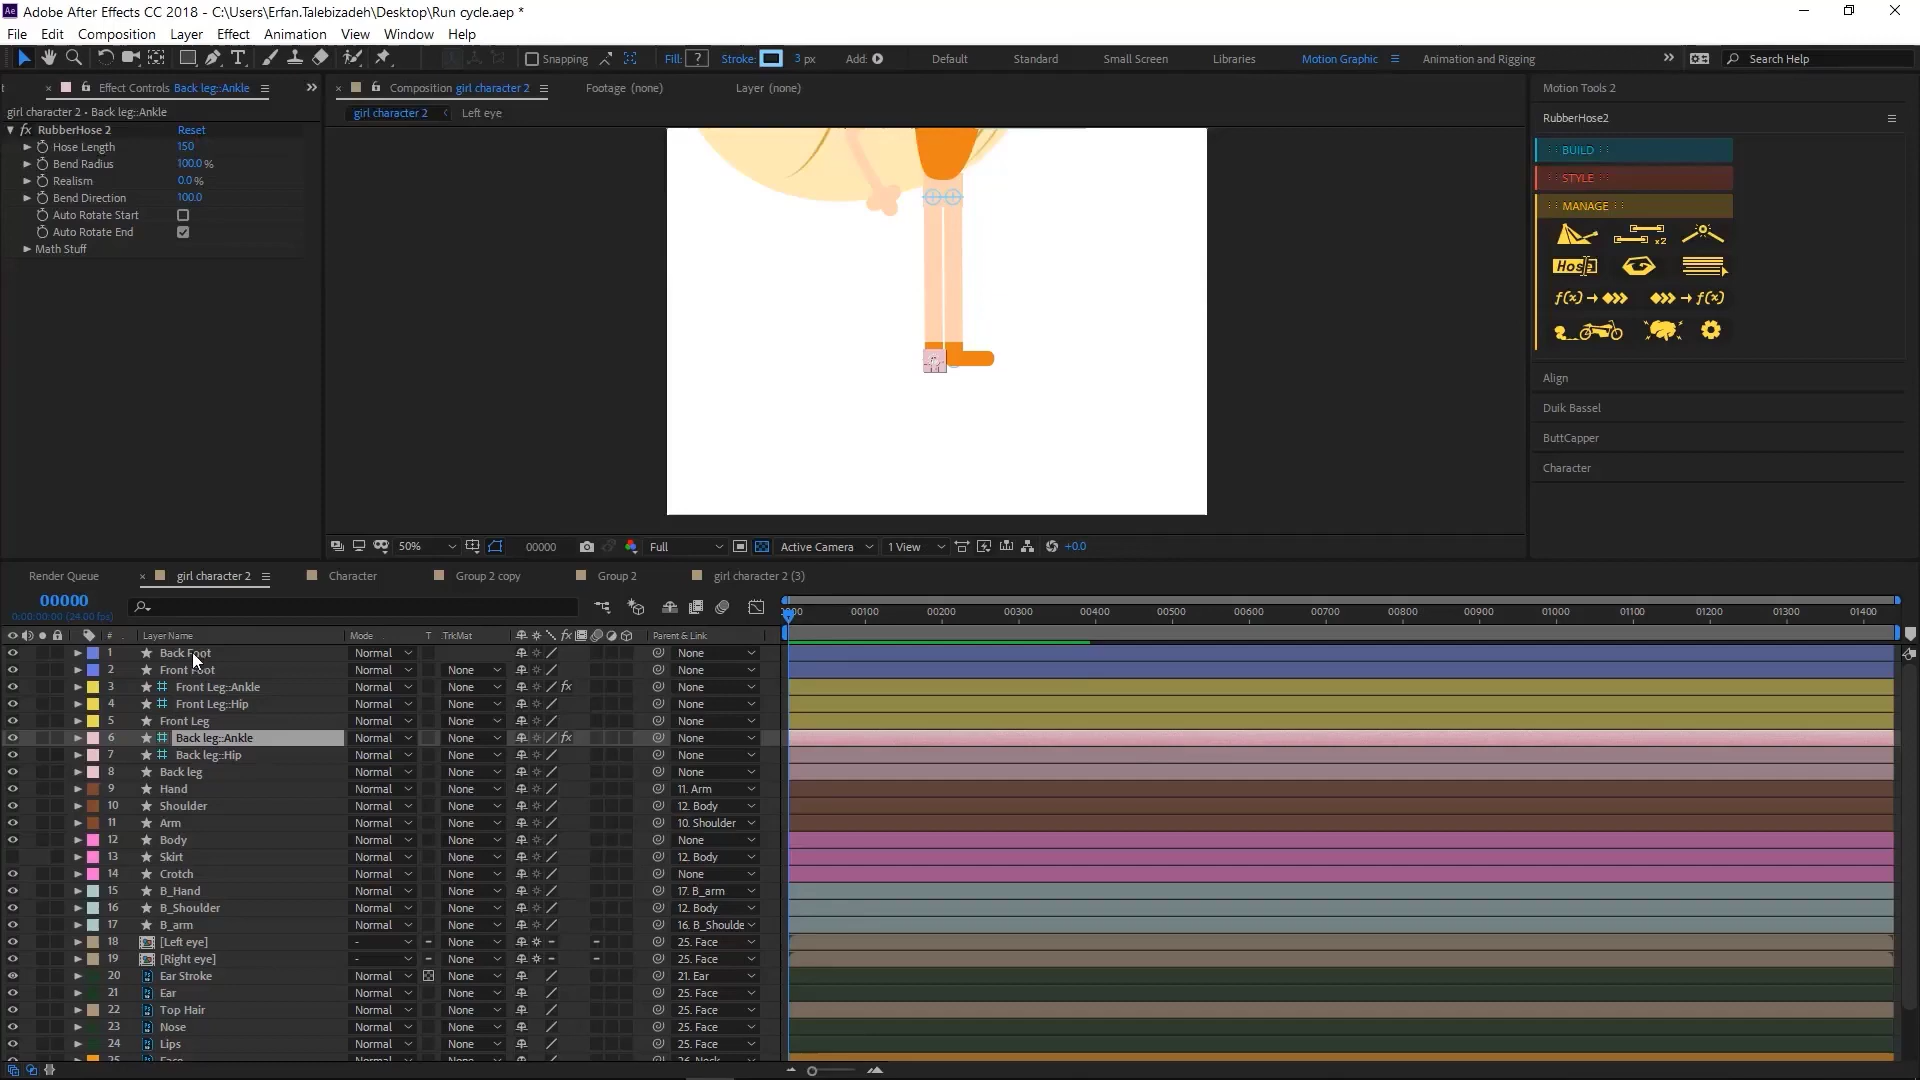 Adobe After Effects CC 2018 - C:\Users\Erfan.Talebizadeh\Desktop\Run cycle.aep *
File Edit Composition Layer Effect Animation View Window Help
Snapping Fill: ? Stroke: 3 px Add: Default Standard Small Screen Libraries Motion Graphic Animation and Rigging Search Help
Effect Controls Back leg::Ankle
Composition girl character 2 Footage (none) Layer (none)
Motion Tools 2
girl character 2 • Back leg::Ankle
girl character 2 Left eye
RubberHose2
fx RubberHose 2 Reset
Hose Length 150
Bend Radius 100.0 %
Realism 0.0 %
Bend Direction 100.0
Auto Rotate Start
Auto Rotate End
Math Stuff
BUILD
STYLE
MANAGE
x2
Hose
f(x) f(x)
Align
Duik Bassel
ButtCapper
Character
50% 00000 Full Active Camera 1 View +0.0
Render Queue girl character 2 Character Group 2 copy Group 2 girl character 2 (3)
00000
0:00:00:00 (24.00 fps)
00100 00200 00300 00400 00500 00600 00700 00800 00900 01000 01100 01200 01300 01400
# Layer Name Mode T TrkMat fx Parent & Link
1 Back Foot Normal None
2 Front Foot Normal None None
3 Front Leg::Ankle Normal None fx None
4 Front Leg::Hip Normal None None
5 Front Leg Normal None None
6 Back leg::Ankle Normal None fx None
7 Back leg::Hip Normal None None
8 Back leg Normal None None
9 Hand Normal None 11. Arm
10 Shoulder Normal None 12. Body
11 Arm Normal None 10. Shoulder
12 Body Normal None None
13 Skirt Normal None 12. Body
14 Crotch Normal None None
15 B_Hand Normal None 17. B_arm
16 B_Shoulder Normal None 12. Body
17 B_arm Normal None 16. B_Shoulde
18 [Left eye] - None 25. Face
19 [Right eye] - None 25. Face
20 Ear Stroke Normal None 21. Ear
21 Ear Normal None 25. Face
22 Top Hair Normal None 25. Face
23 Nose Normal None 25. Face
24 Lips Normal None 25. Face